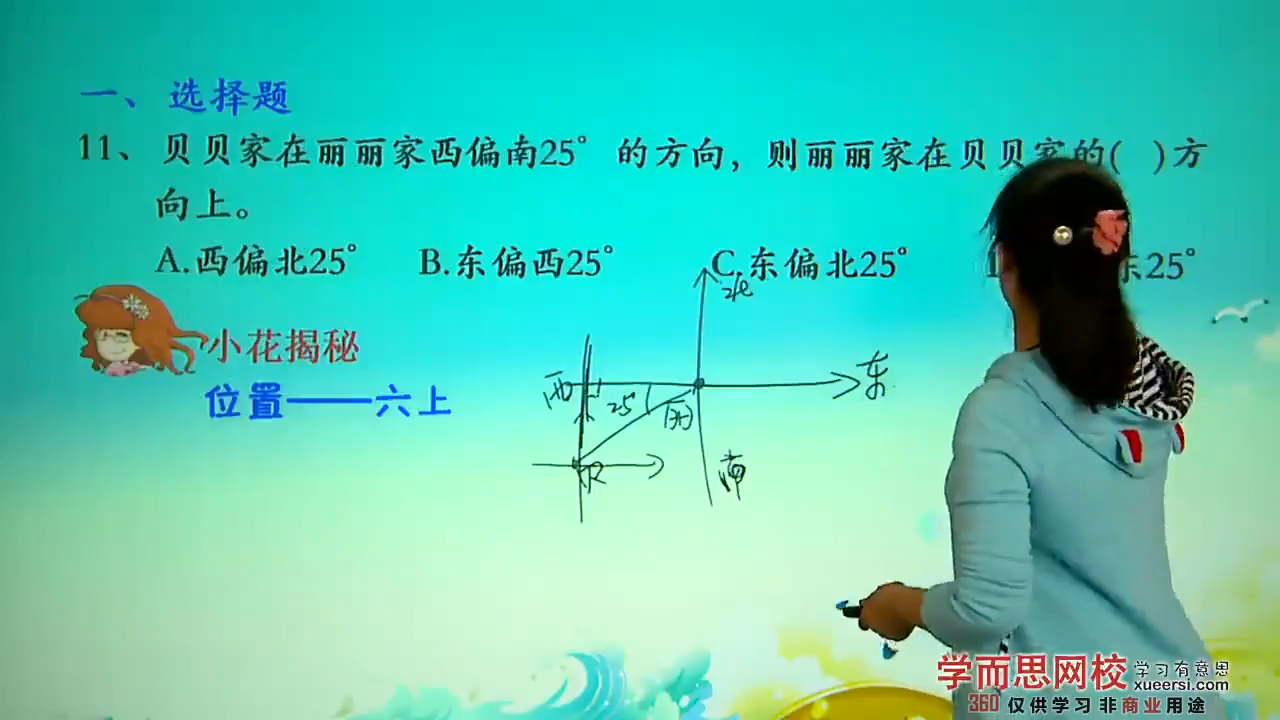 一、选择题
11、贝贝家在丽丽家西偏南25°的方向，则丽丽家在贝贝家的( )方
向上。
A.西偏北25° B.东偏西25° C.东偏北25° 东25°
北
小花揭秘
西 25 丽 东
位置——六上
贝 南
学而思网校 学习有意思
xueersi.com
360 仅供学习 非商业用途